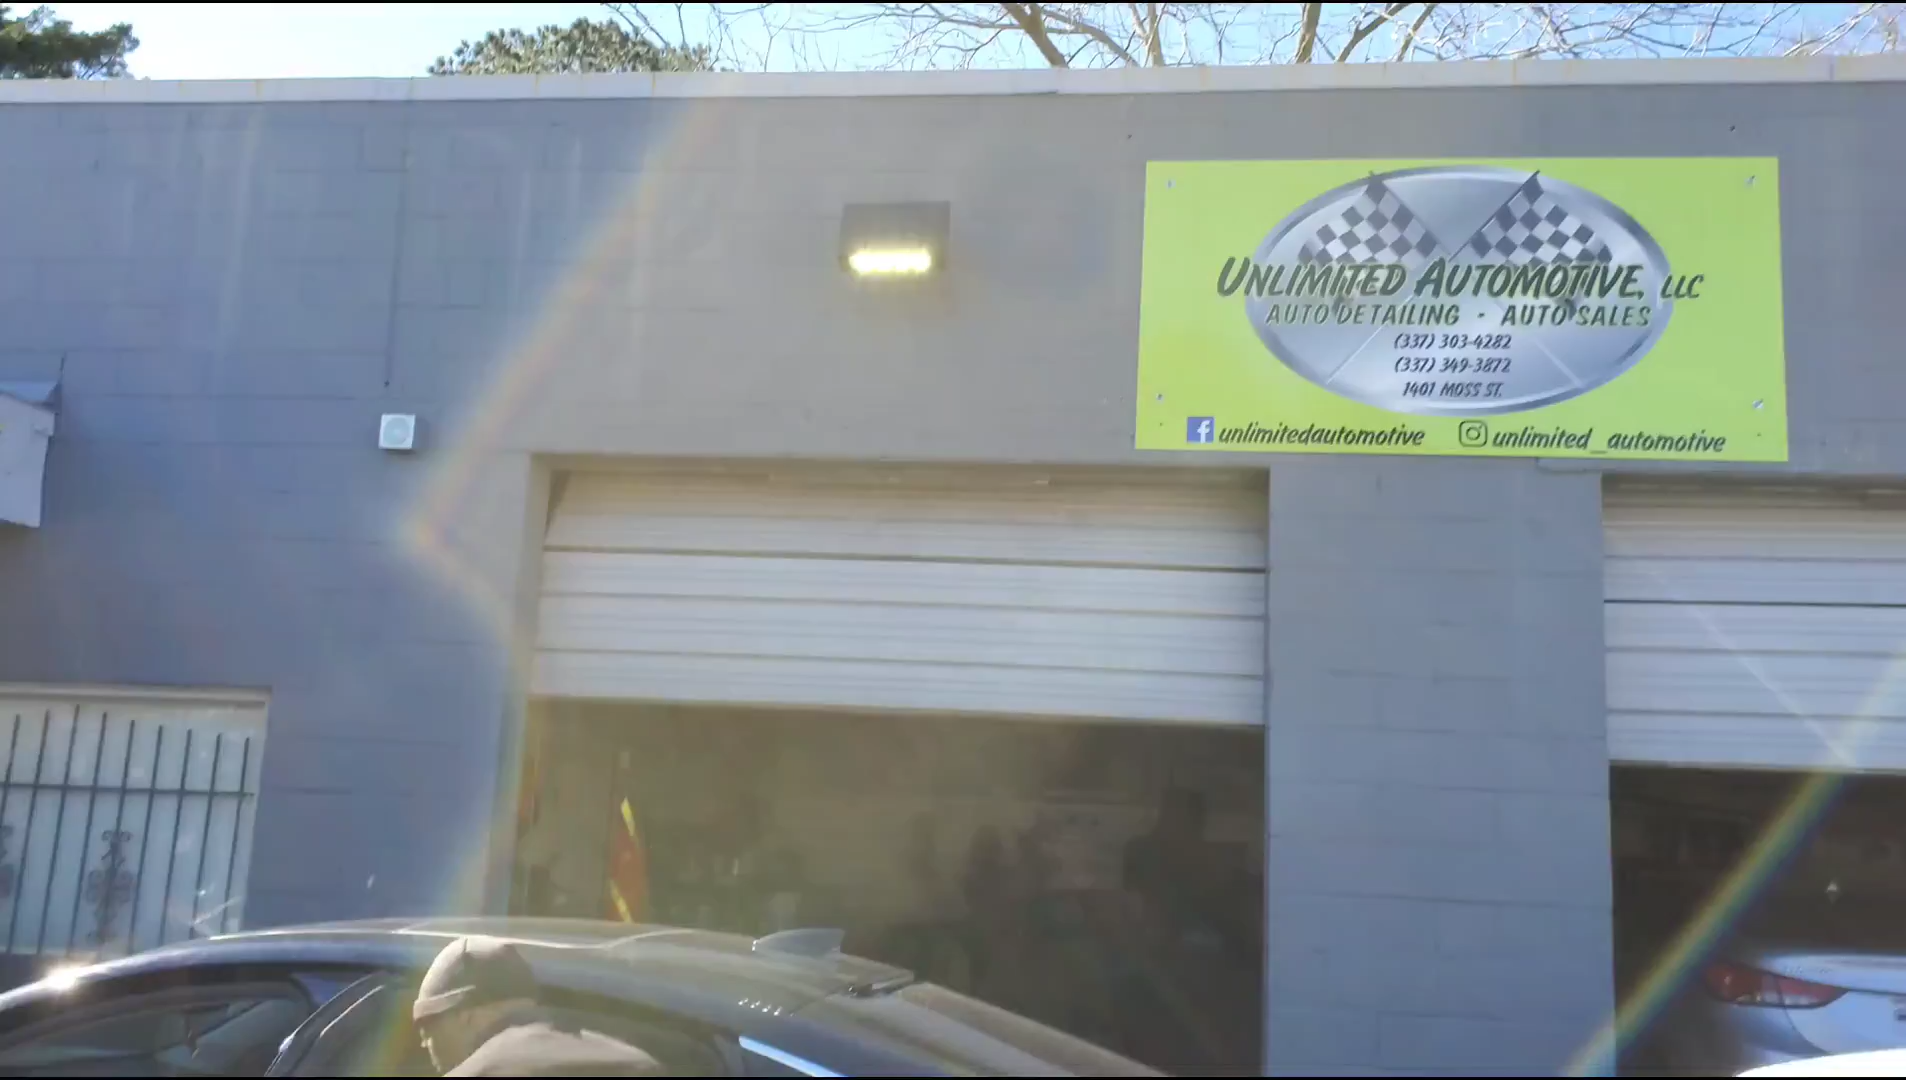 UNLIMITED AUTOMOTIVE, LLC
AUTO DETAILING · AUTO SALES
(337) 303-4282
(337) 349-3872
1401 MOSS ST.
unlimitedautomotive unlimited_automotive